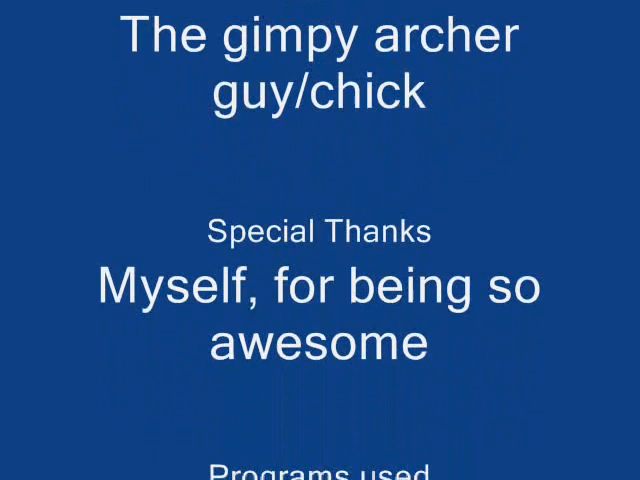 The gimpy archer
guy/chick
Special Thanks
Myself, for being so
awesome
Programs used